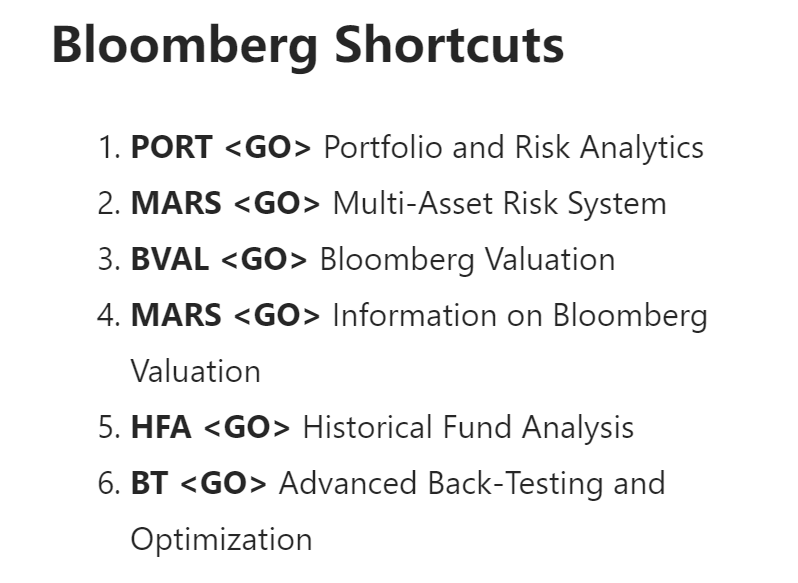 Bloomberg Shortcuts
1. PORT <GO> Portfolio and Risk Analytics
2. MARS <GO> Multi-Asset Risk System
3. BVAL <GO> Bloomberg Valuation
4. MARS <GO> Information on Bloomberg
Valuation
5. HFA <GO> Historical Fund Analysis
6. BT <GO> Advanced Back-Testing and
Optimization